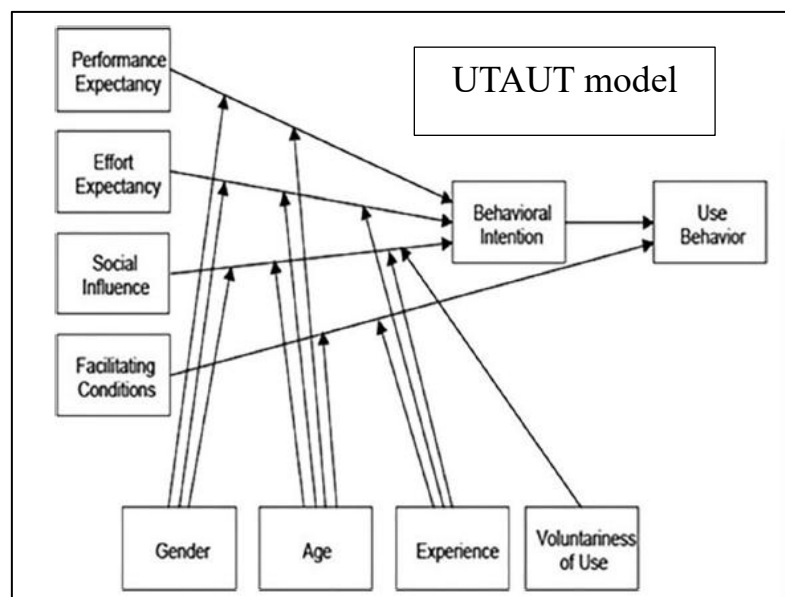 Performance
Expectancy
UTAUT model
Effort
Expectancy
Behavioral
Intention
Use
Behavior
Social
Influence
Facilitating
Conditions
Gender
Age
Experience
Voluntariness
of Use